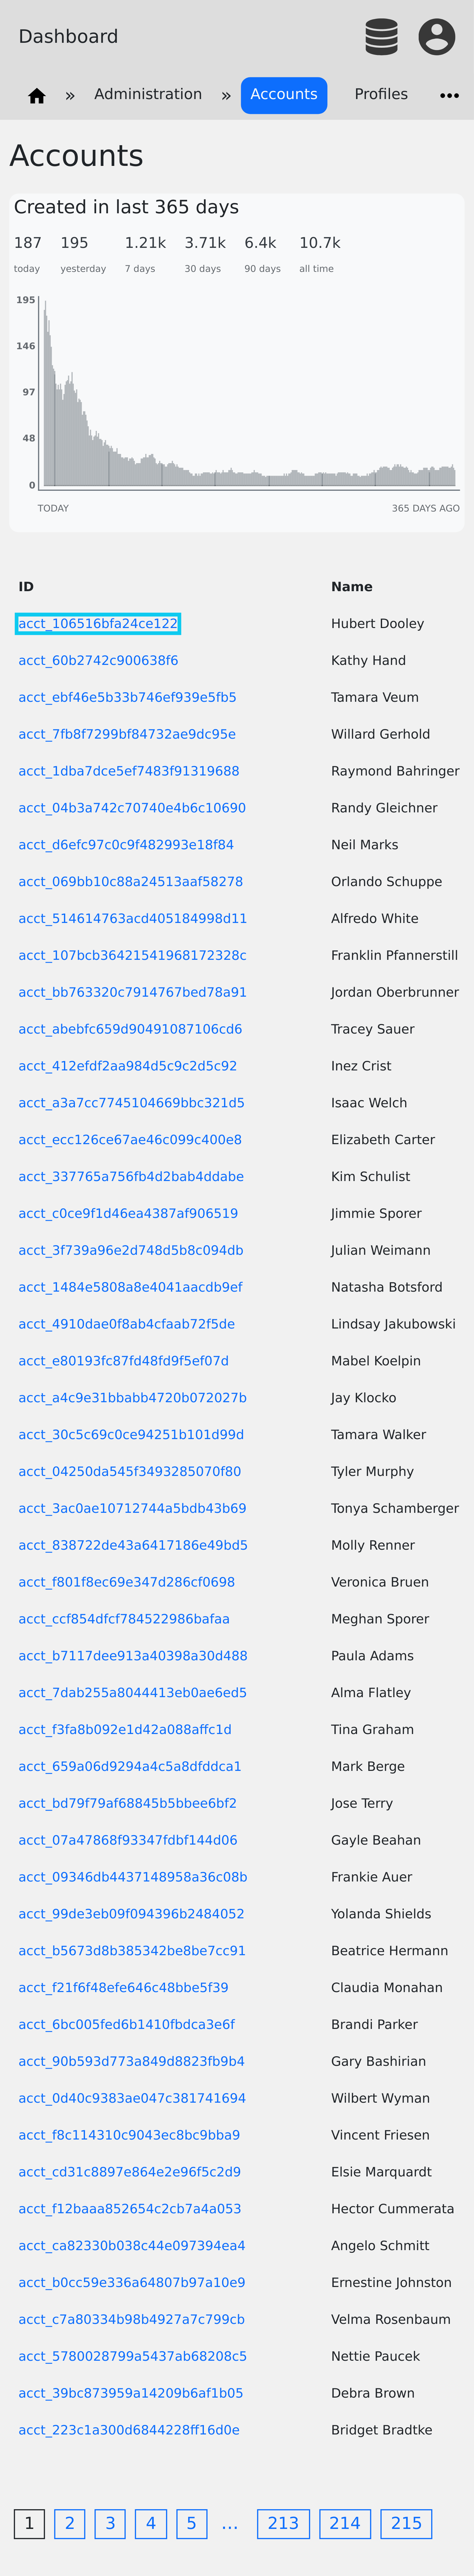 Dashboard
» Administration » Accounts Profiles
Accounts
Created in last 365 days
187 195 1.21k 3.71k 6.4k 10.7k
today yesterday 7 days 30 days 90 days all time
195
146
97
48
0
TODAY 365 DAYS AGO
ID Name
acct_106516bfa24ce122 Hubert Dooley
acct_60b2742c900638f6 Kathy Hand
acct_ebf46e5b33b746ef939e5fb5 Tamara Veum
acct_7fb8f7299bf84732ae9dc95e Willard Gerhold
acct_1dba7dce5ef7483f91319688 Raymond Bahringer
acct_04b3a742c70740e4b6c10690 Randy Gleichner
acct_d6efc97c0c9f482993e18f84 Neil Marks
acct_069bb10c88a24513aaf58278 Orlando Schuppe
acct_514614763acd405184998d11 Alfredo White
acct_107bcb36421541968172328c Franklin Pfannerstill
acct_bb763320c7914767bed78a91 Jordan Oberbrunner
acct_abebfc659d90491087106cd6 Tracey Sauer
acct_412efdf2aa984d5c9c2d5c92 Inez Crist
acct_a3a7cc7745104669bbc321d5 Isaac Welch
acct_ecc126ce67ae46c099c400e8 Elizabeth Carter
acct_337765a756fb4d2bab4ddabe Kim Schulist
acct_c0ce9f1d46ea4387af906519 Jimmie Sporer
acct_3f739a96e2d748d5b8c094db Julian Weimann
acct_1484e5808a8e4041aacdb9ef Natasha Botsford
acct_4910dae0f8ab4cfaab72f5de Lindsay Jakubowski
acct_e80193fc87fd48fd9f5ef07d Mabel Koelpin
acct_a4c9e31bbabb4720b072027b Jay Klocko
acct_30c5c69c0ce94251b101d99d Tamara Walker
acct_04250da545f3493285070f80 Tyler Murphy
acct_3ac0ae10712744a5bdb43b69 Tonya Schamberger
acct_838722de43a6417186e49bd5 Molly Renner
acct_f801f8ec69e347d286cf0698 Veronica Bruen
acct_ccf854dfcf784522986bafaa Meghan Sporer
acct_b7117dee913a40398a30d488 Paula Adams
acct_7dab255a8044413eb0ae6ed5 Alma Flatley
acct_f3fa8b092e1d42a088affc1d Tina Graham
acct_659a06d9294a4c5a8dfddca1 Mark Berge
acct_bd79f79af68845b5bbee6bf2 Jose Terry
acct_07a47868f93347fdbf144d06 Gayle Beahan
acct_09346db4437148958a36c08b Frankie Auer
acct_99de3eb09f094396b2484052 Yolanda Shields
acct_b5673d8b385342be8be7cc91 Beatrice Hermann
acct_f21f6f48efe646c48bbe5f39 Claudia Monahan
acct_6bc005fed6b1410fbdca3e6f Brandi Parker
acct_90b593d773a849d8823fb9b4 Gary Bashirian
acct_0d40c9383ae047c381741694 Wilbert Wyman
acct_f8c114310c9043ec8bc9bba9 Vincent Friesen
acct_cd31c8897e864e2e96f5c2d9 Elsie Marquardt
acct_f12baaa852654c2cb7a4a053 Hector Cummerata
acct_ca82330b038c44e097394ea4 Angelo Schmitt
acct_b0cc59e336a64807b97a10e9 Ernestine Johnston
acct_c7a80334b98b4927a7c799cb Velma Rosenbaum
acct_5780028799a5437ab68208c5 Nettie Paucek
acct_39bc873959a14209b6af1b05 Debra Brown
acct_223c1a300d6844228ff16d0e Bridget Bradtke
1 2 3 4 5 … 213 214 215